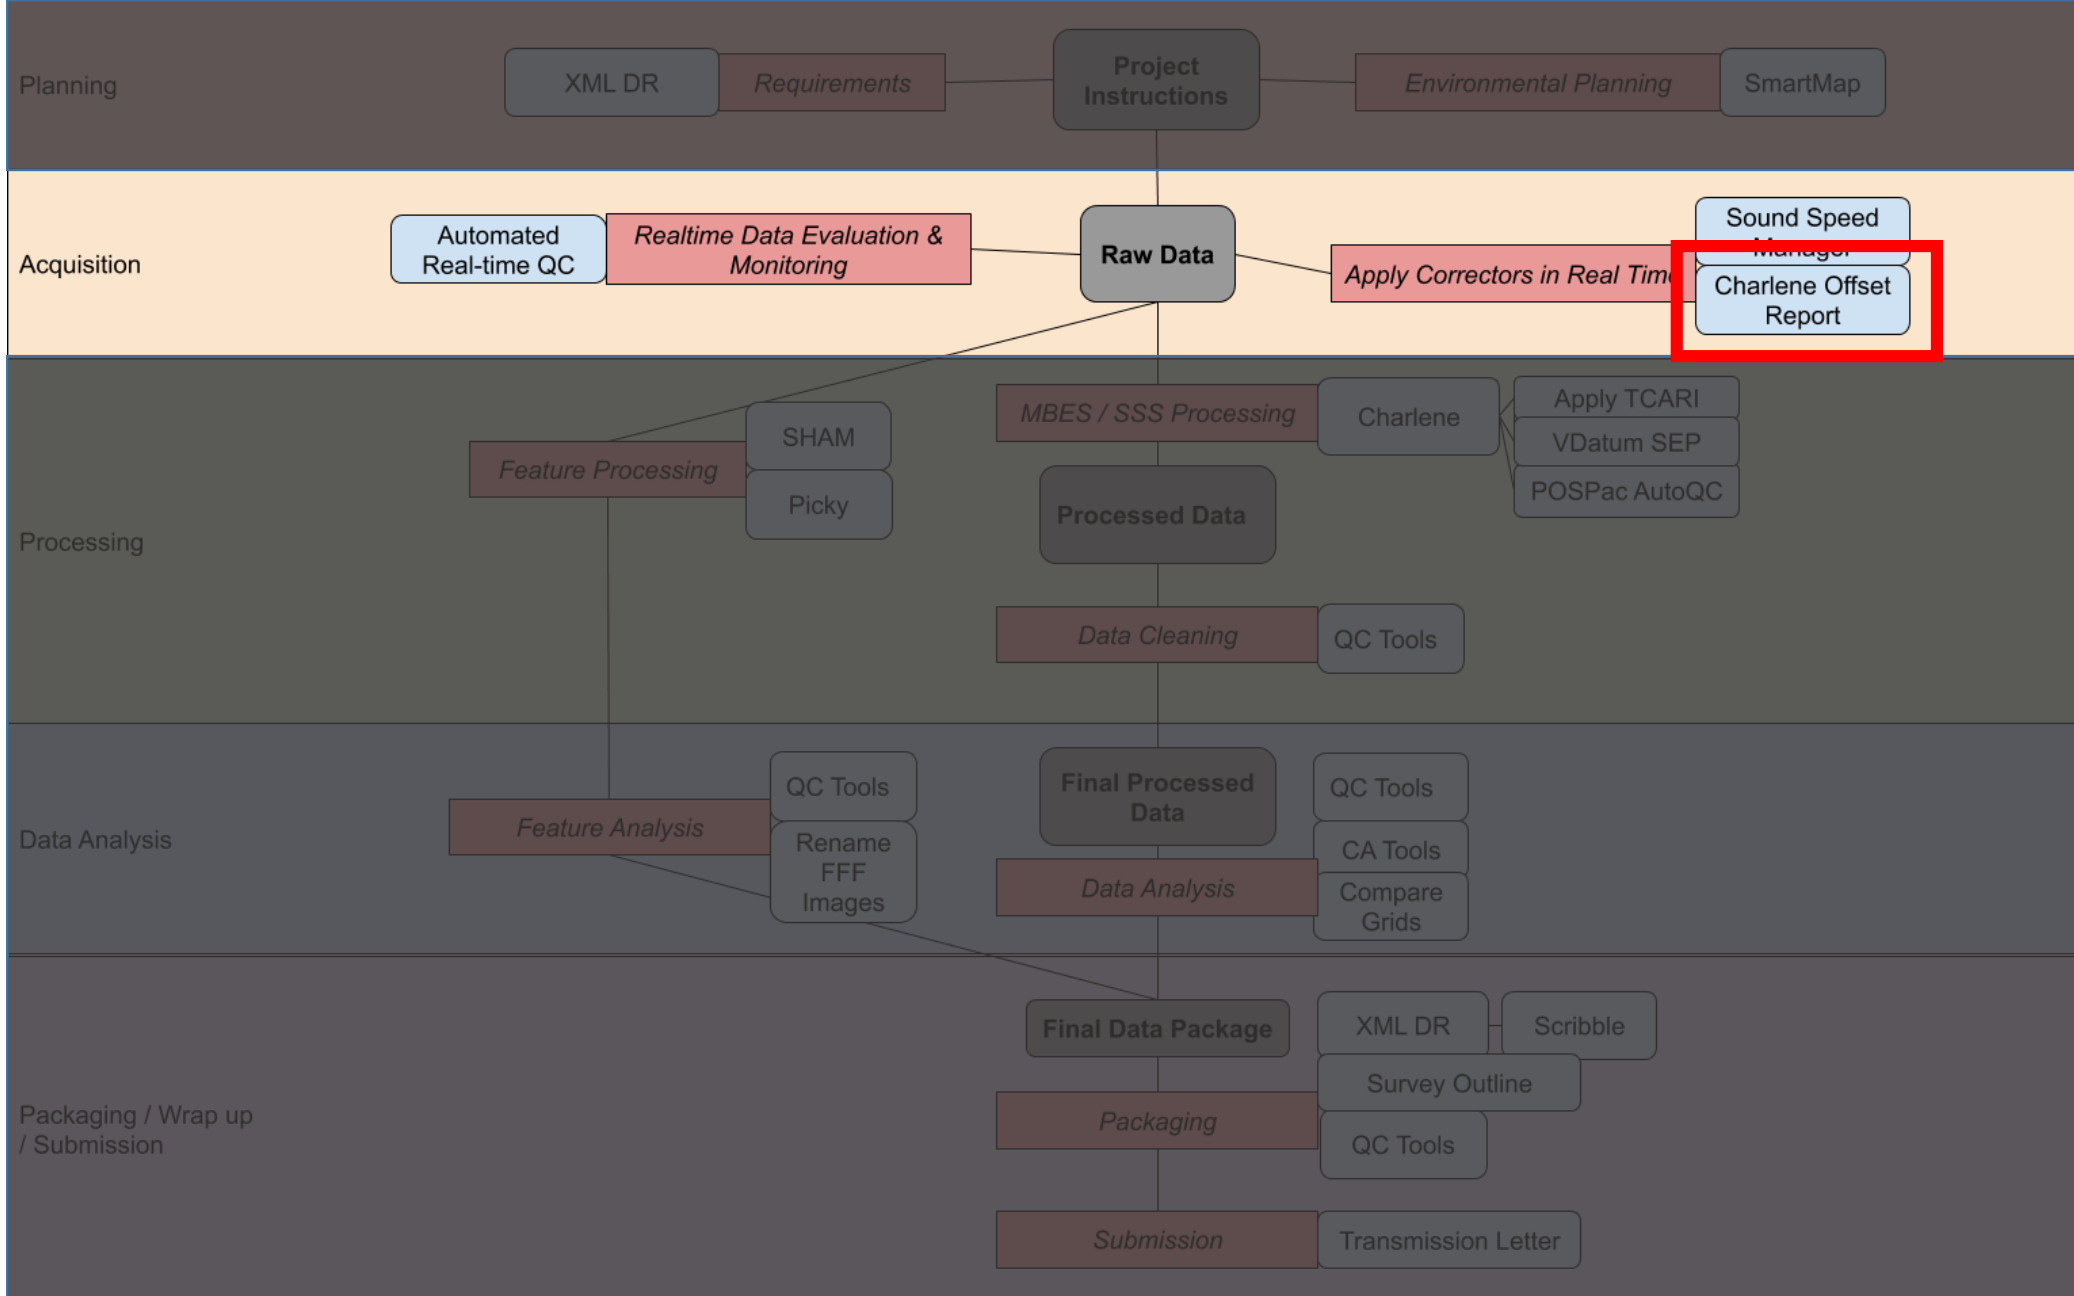 Planning
XML DR
Requirements
Project
Instructions
Environmental Planning
SmartMap
Acquisition
Automated
Real-time QC
Realtime Data Evaluation &
Monitoring
Raw Data
Apply Correctors in Real Time
Sound Speed
Manager
Charlene Offset
Report
Processing
Feature Processing
SHAM
Picky
MBES / SSS Processing
Charlene
Apply TCARI
VDatum SEP
POSPac AutoQC
Processed Data
Data Cleaning
QC Tools
Data Analysis
Feature Analysis
QC Tools
Rename
FFF
Images
Final Processed
Data
Data Analysis
QC Tools
CA Tools
Compare
Grids
Packaging / Wrap up
/ Submission
Final Data Package
XML DR
Scribble
Survey Outline
Packaging
QC Tools
Submission
Transmission Letter